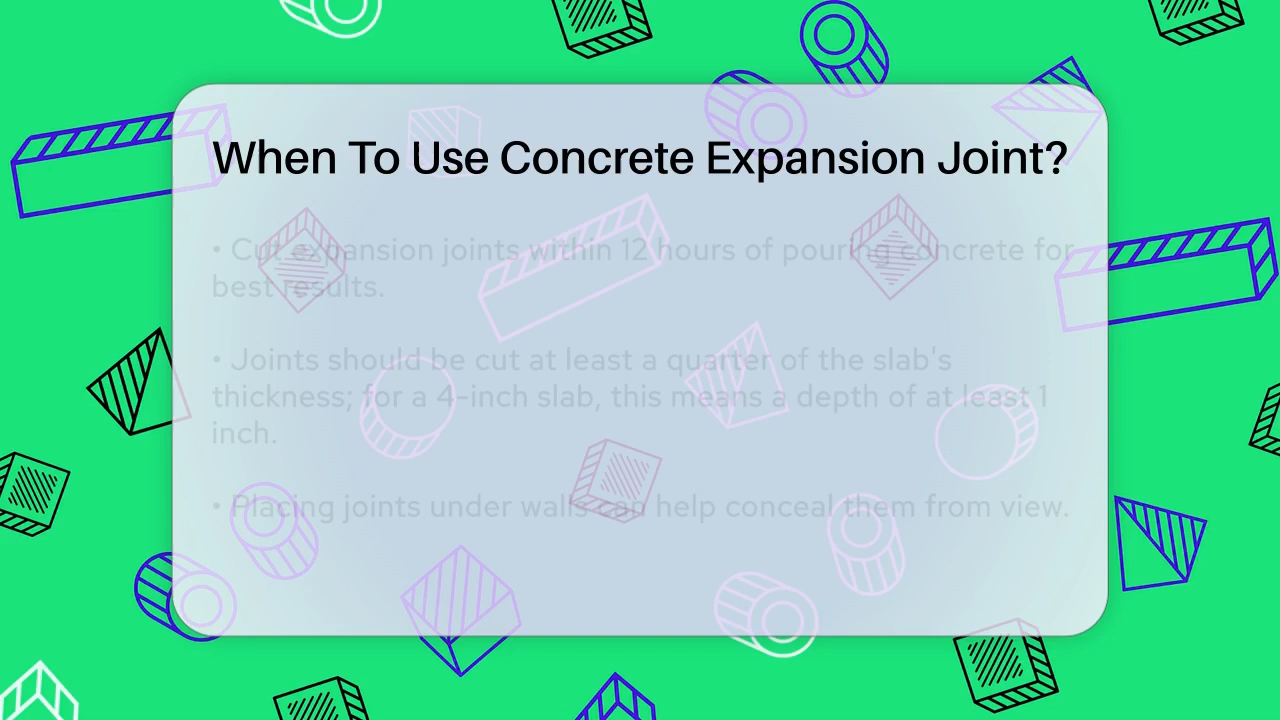 When To Use Concrete Expansion Joint?
• Cut expansion joints within 12 hours of pouring concrete for
best results.
• Joints should be cut at least a quarter of the slab's
thickness; for a 4-inch slab, this means a depth of at least 1
inch.
• Placing joints under walls can help conceal them from view.